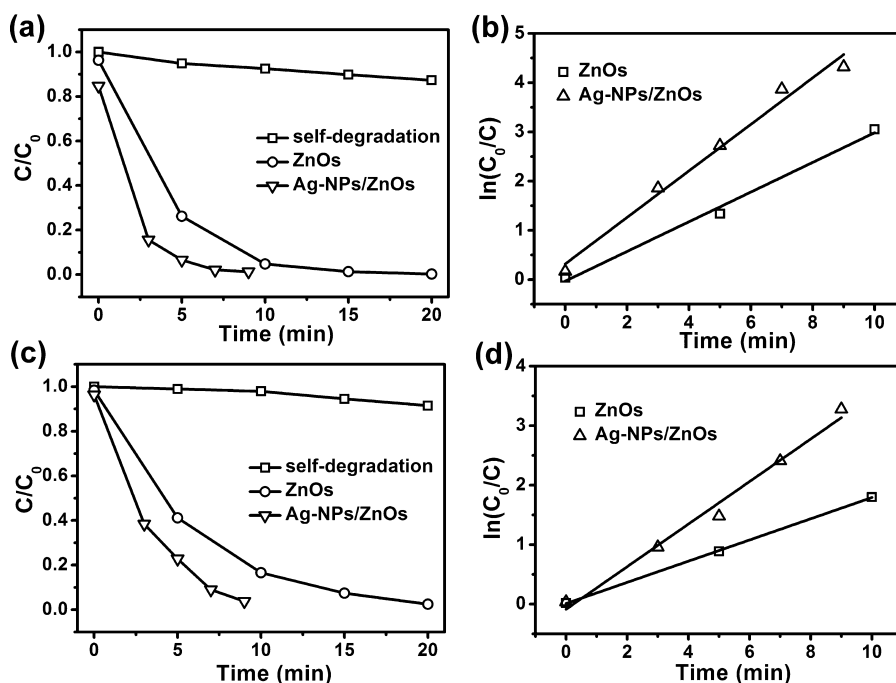 (a)
C/C0
1.0
0.8
0.6
0.4
0.2
0.0
self-degradation
ZnOs
Ag-NPs/ZnOs
0 5 10 15 20
Time (min)
(b)
ln(C0/C)
5
4
3
2
1
0
ZnOs
Ag-NPs/ZnOs
0 2 4 6 8 10
Time (min)
(c)
C/C0
1.0
0.8
0.6
0.4
0.2
0.0
self-degradation
ZnOs
Ag-NPs/ZnOs
0 5 10 15 20
Time (min)
(d)
ln(C0/C)
4
3
2
1
0
-1
ZnOs
Ag-NPs/ZnOs
0 2 4 6 8 10
Time (min)